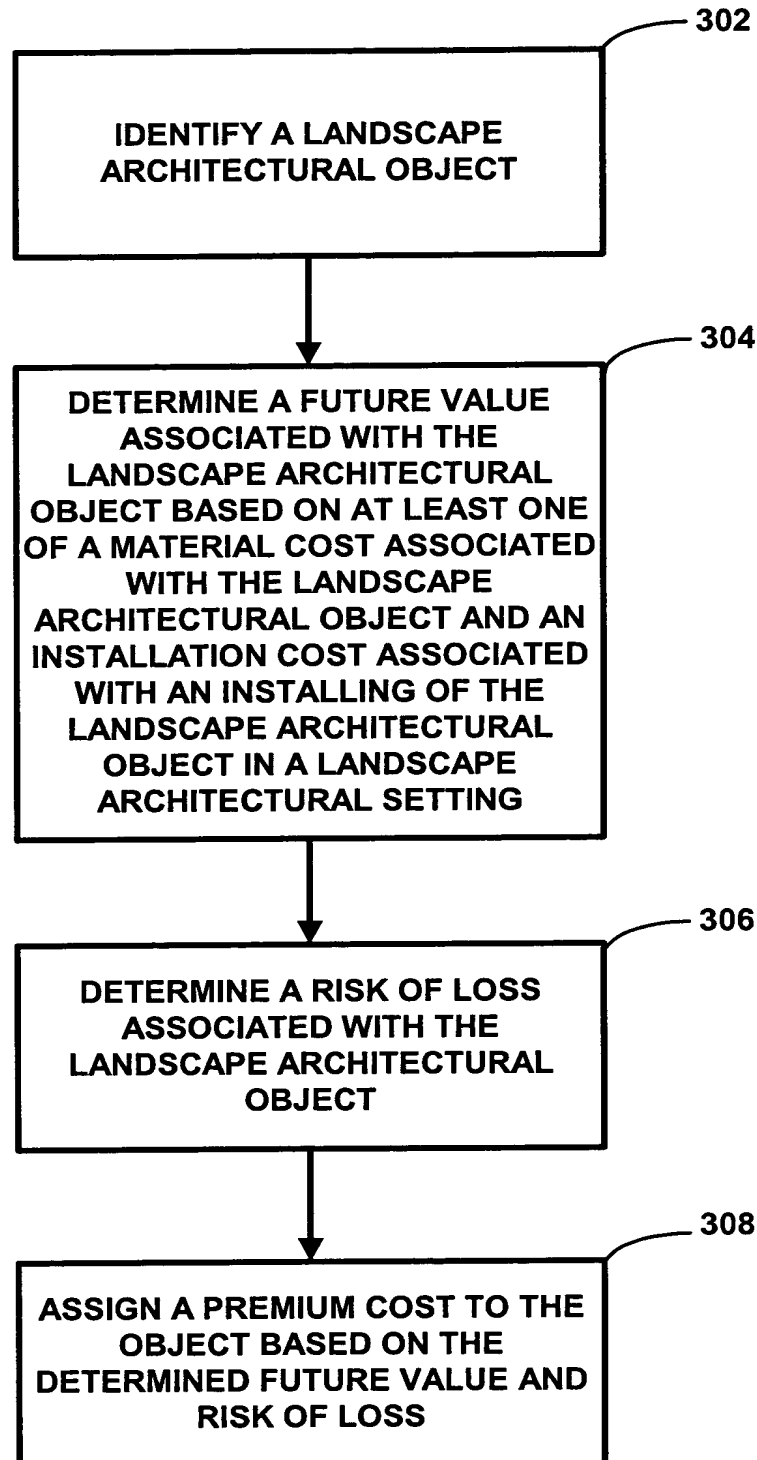 302
IDENTIFY A LANDSCAPE
ARCHITECTURAL OBJECT
304
DETERMINE A FUTURE VALUE
ASSOCIATED WITH THE
LANDSCAPE ARCHITECTURAL
OBJECT BASED ON AT LEAST ONE
OF A MATERIAL COST ASSOCIATED
WITH THE LANDSCAPE
ARCHITECTURAL OBJECT AND AN
INSTALLATION COST ASSOCIATED
WITH AN INSTALLING OF THE
LANDSCAPE ARCHITECTURAL
OBJECT IN A LANDSCAPE
ARCHITECTURAL SETTING
306
DETERMINE A RISK OF LOSS
ASSOCIATED WITH THE
LANDSCAPE ARCHITECTURAL
OBJECT
308
ASSIGN A PREMIUM COST TO THE
OBJECT BASED ON THE
DETERMINED FUTURE VALUE AND
RISK OF LOSS